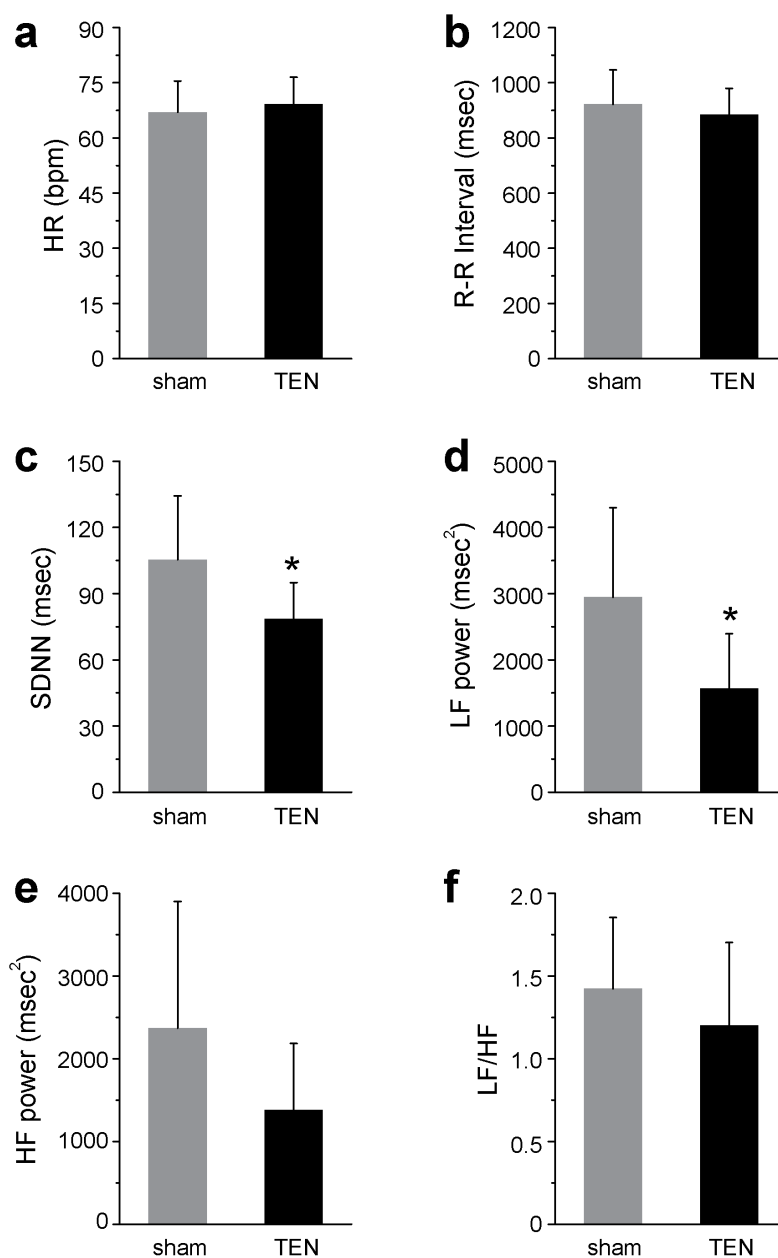 a
HR (bpm)
90
75
60
45
30
15
0
sham TEN
b
R-R Interval (msec)
1200
1000
800
600
400
200
0
sham TEN
c
SDNN (msec)
150
120
90
60
30
0
*
sham TEN
d
LF power (msec²)
5000
4000
3000
2000
1000
0
*
sham TEN
e
HF power (msec²)
4000
3000
2000
1000
0
sham TEN
f
LF/HF
2.0
1.5
1.0
0.5
0
sham TEN